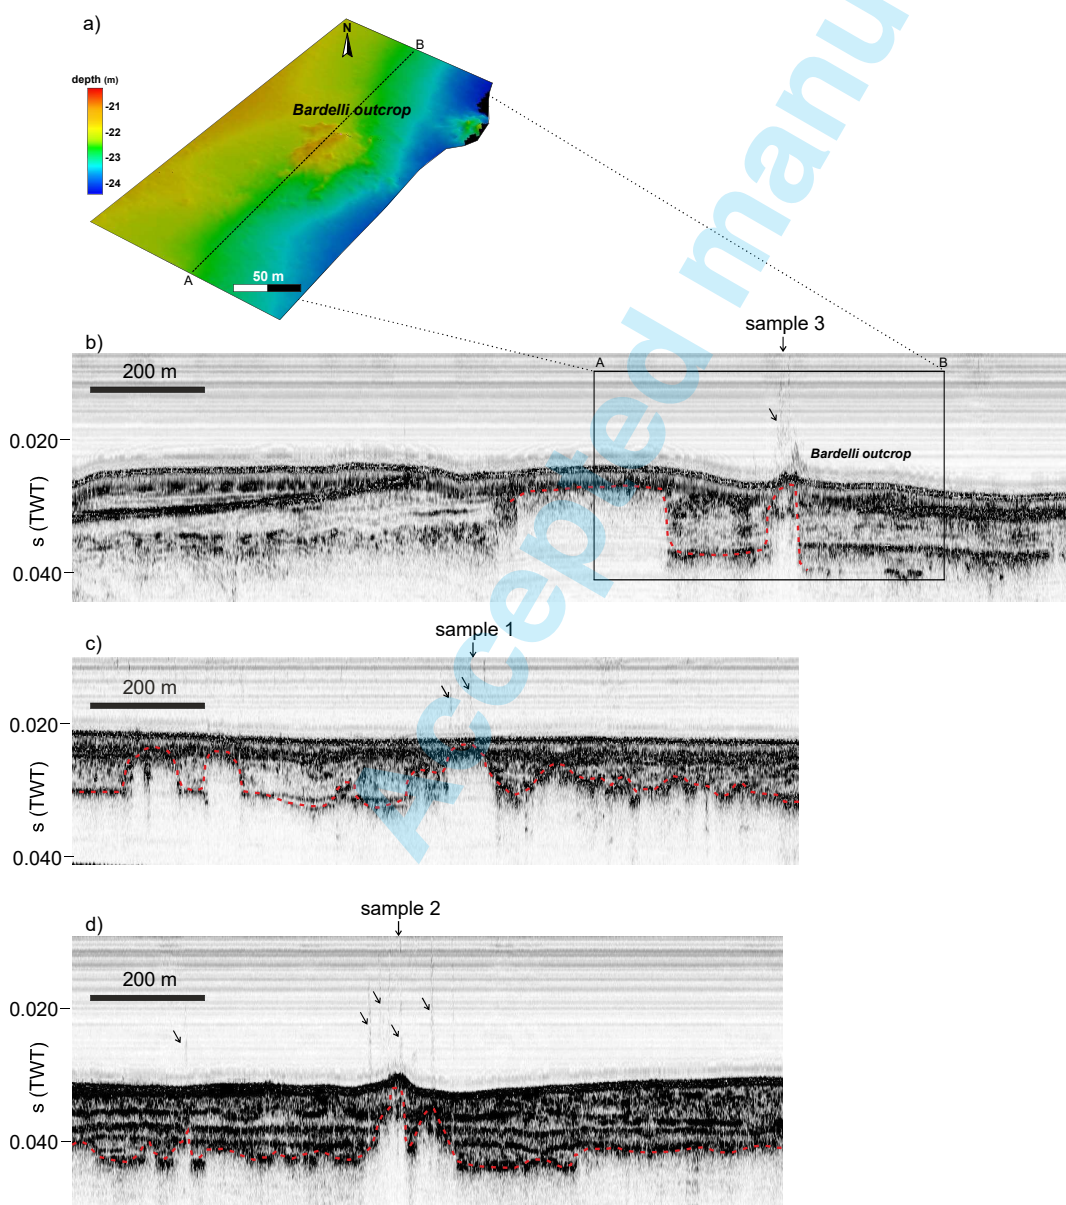 a)
N
B
depth (m)
-21
-22
-23
-24
Bardelli outcrop
A
50 m
sample 3
b)
A
B
200 m
0.020
Bardelli outcrop
s (TWT)
0.040
sample 1
c)
200 m
0.020
s (TWT)
0.040
sample 2
d)
200 m
0.020
s (TWT)
0.040
Accepted manu